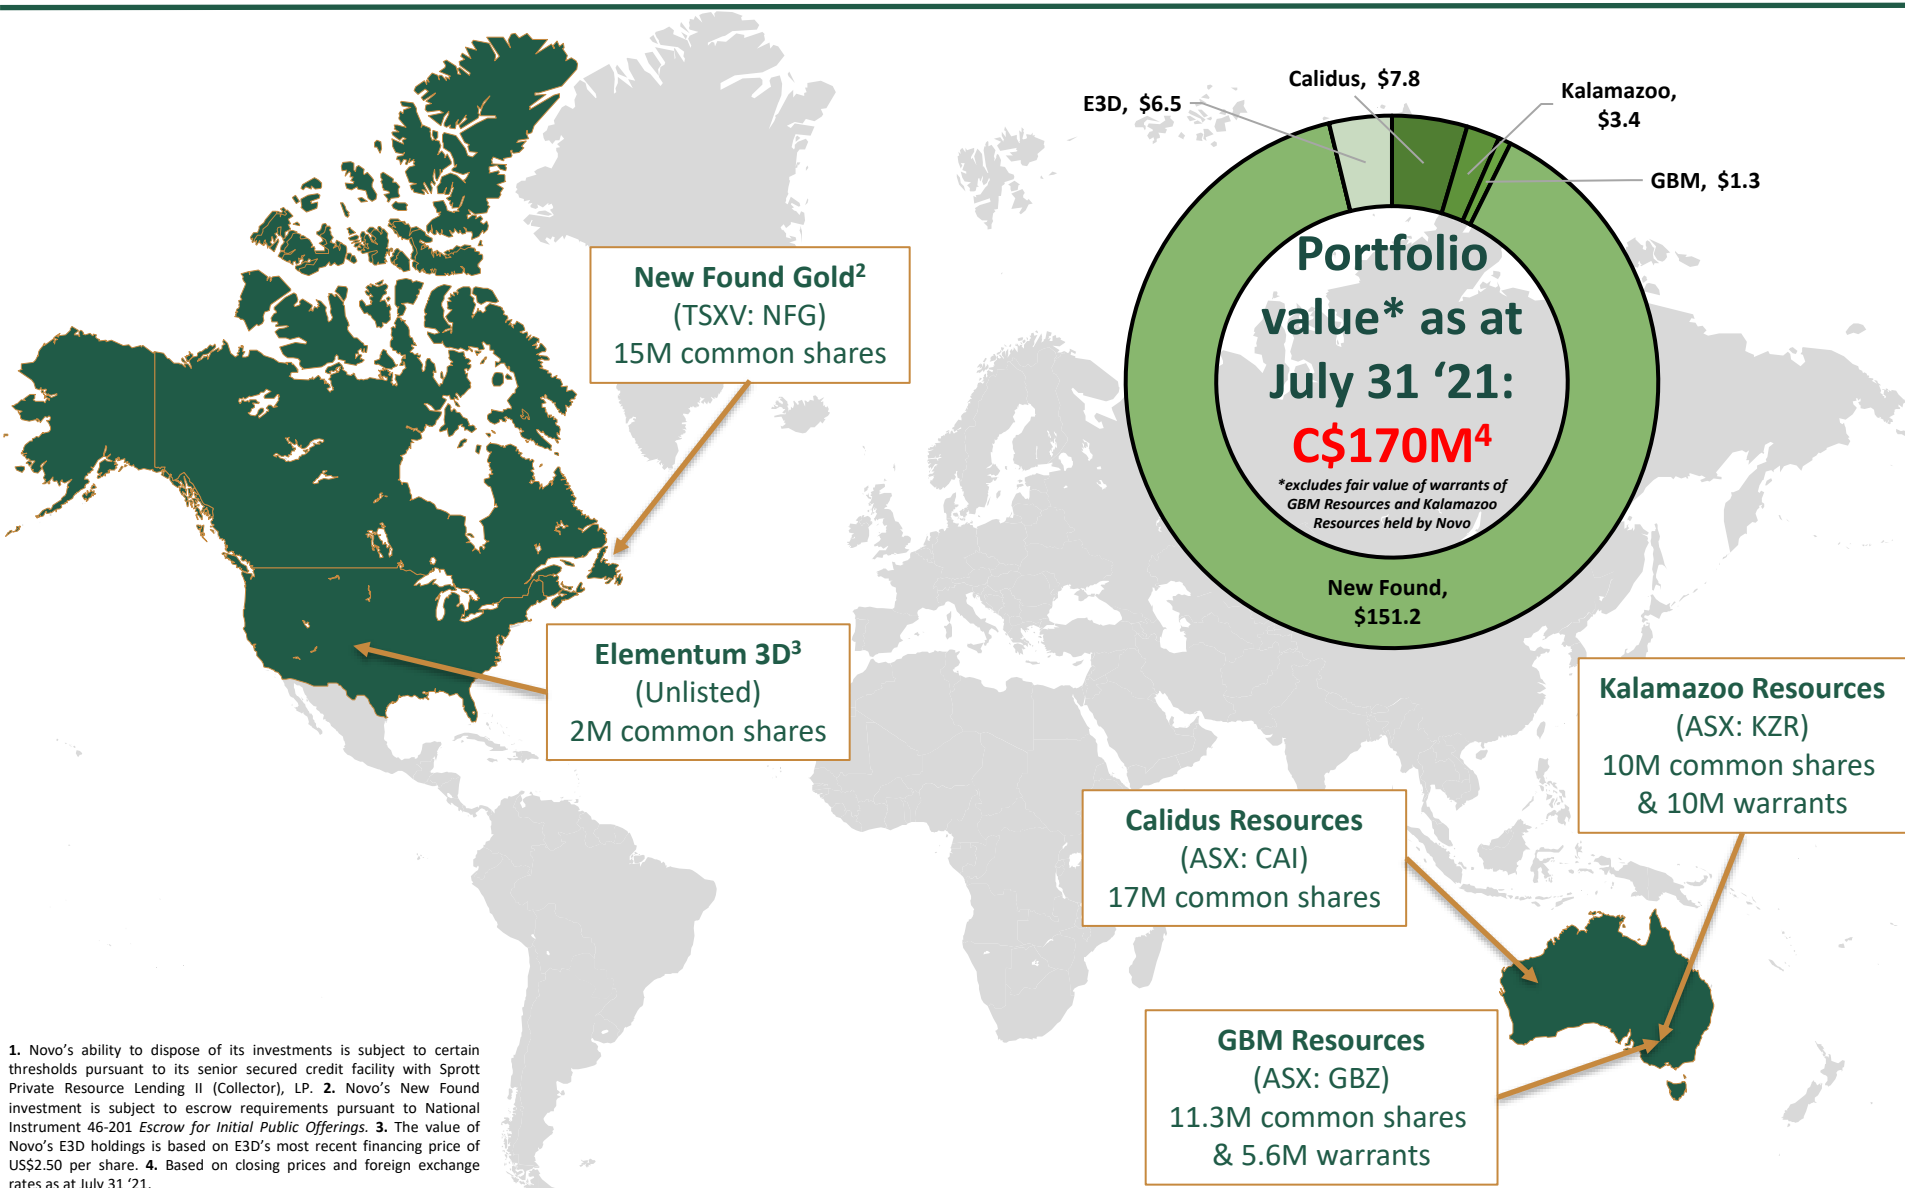 Calidus, $7.8
E3D, $6.5
Kalamazoo,
$3.4
GBM, $1.3
Portfolio
value* as at
July 31 ‘21:
C$170M4
*excludes fair value of warrants of
GBM Resources and Kalamazoo
Resources held by Novo
New Found,
$151.2
New Found Gold2
(TSXV: NFG)
15M common shares
Elementum 3D3
(Unlisted)
2M common shares
Kalamazoo Resources
(ASX: KZR)
10M common shares
& 10M warrants
Calidus Resources
(ASX: CAI)
17M common shares
GBM Resources
(ASX: GBZ)
11.3M common shares
& 5.6M warrants
1. Novo’s ability to dispose of its investments is subject to certain
thresholds pursuant to its senior secured credit facility with Sprott
Private Resource Lending II (Collector), LP. 2. Novo’s New Found
investment is subject to escrow requirements pursuant to National
Instrument 46-201 Escrow for Initial Public Offerings. 3. The value of
Novo’s E3D holdings is based on E3D’s most recent financing price of
US$2.50 per share. 4. Based on closing prices and foreign exchange
rates as at July 31 ‘21.